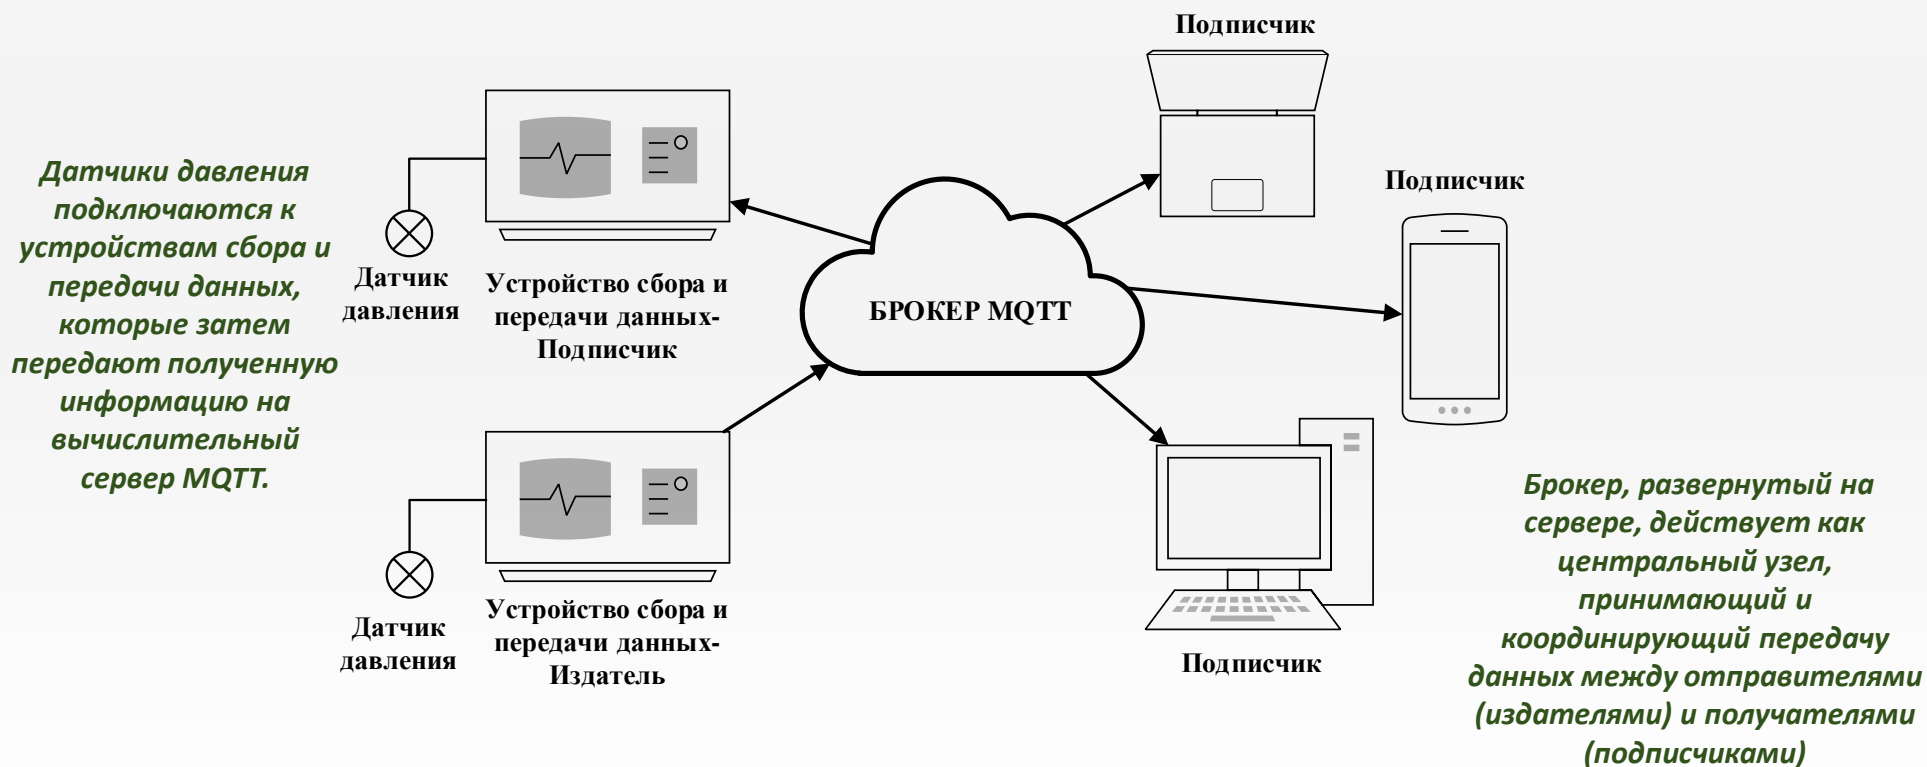 Датчики давления
подключаются к
устройствам сбора и
передачи данных,
которые затем
передают полученную
информацию на
вычислительный
сервер MQTT.
Датчик
давления
Устройство сбора и
передачи данных-
Подписчик
Датчик
давления
Устройство сбора и
передачи данных-
Издатель
БРОКЕР MQTT
Подписчик
Подписчик
Подписчик
Брокер, развернутый на
сервере, действует как
центральный узел,
принимающий и
координирующий передачу
данных между отправителями
(издателями) и получателями
(подписчиками)